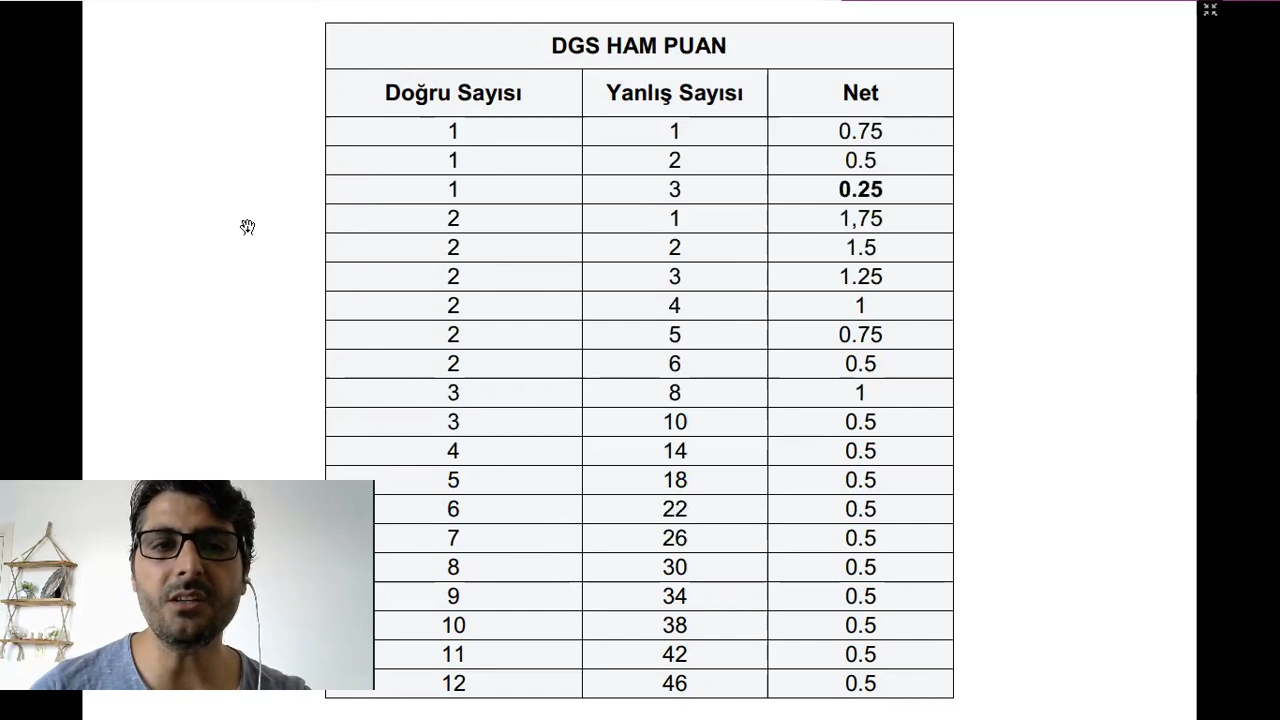 DGS HAM PUAN
Doğru Sayısı Yanlış Sayısı Net
1 1 0.75
1 2 0.5
1 3 0.25
2 1 1,75
2 2 1.5
2 3 1.25
2 4 1
2 5 0.75
2 6 0.5
3 8 1
3 10 0.5
4 14 0.5
5 18 0.5
6 22 0.5
7 26 0.5
8 30 0.5
9 34 0.5
10 38 0.5
11 42 0.5
12 46 0.5